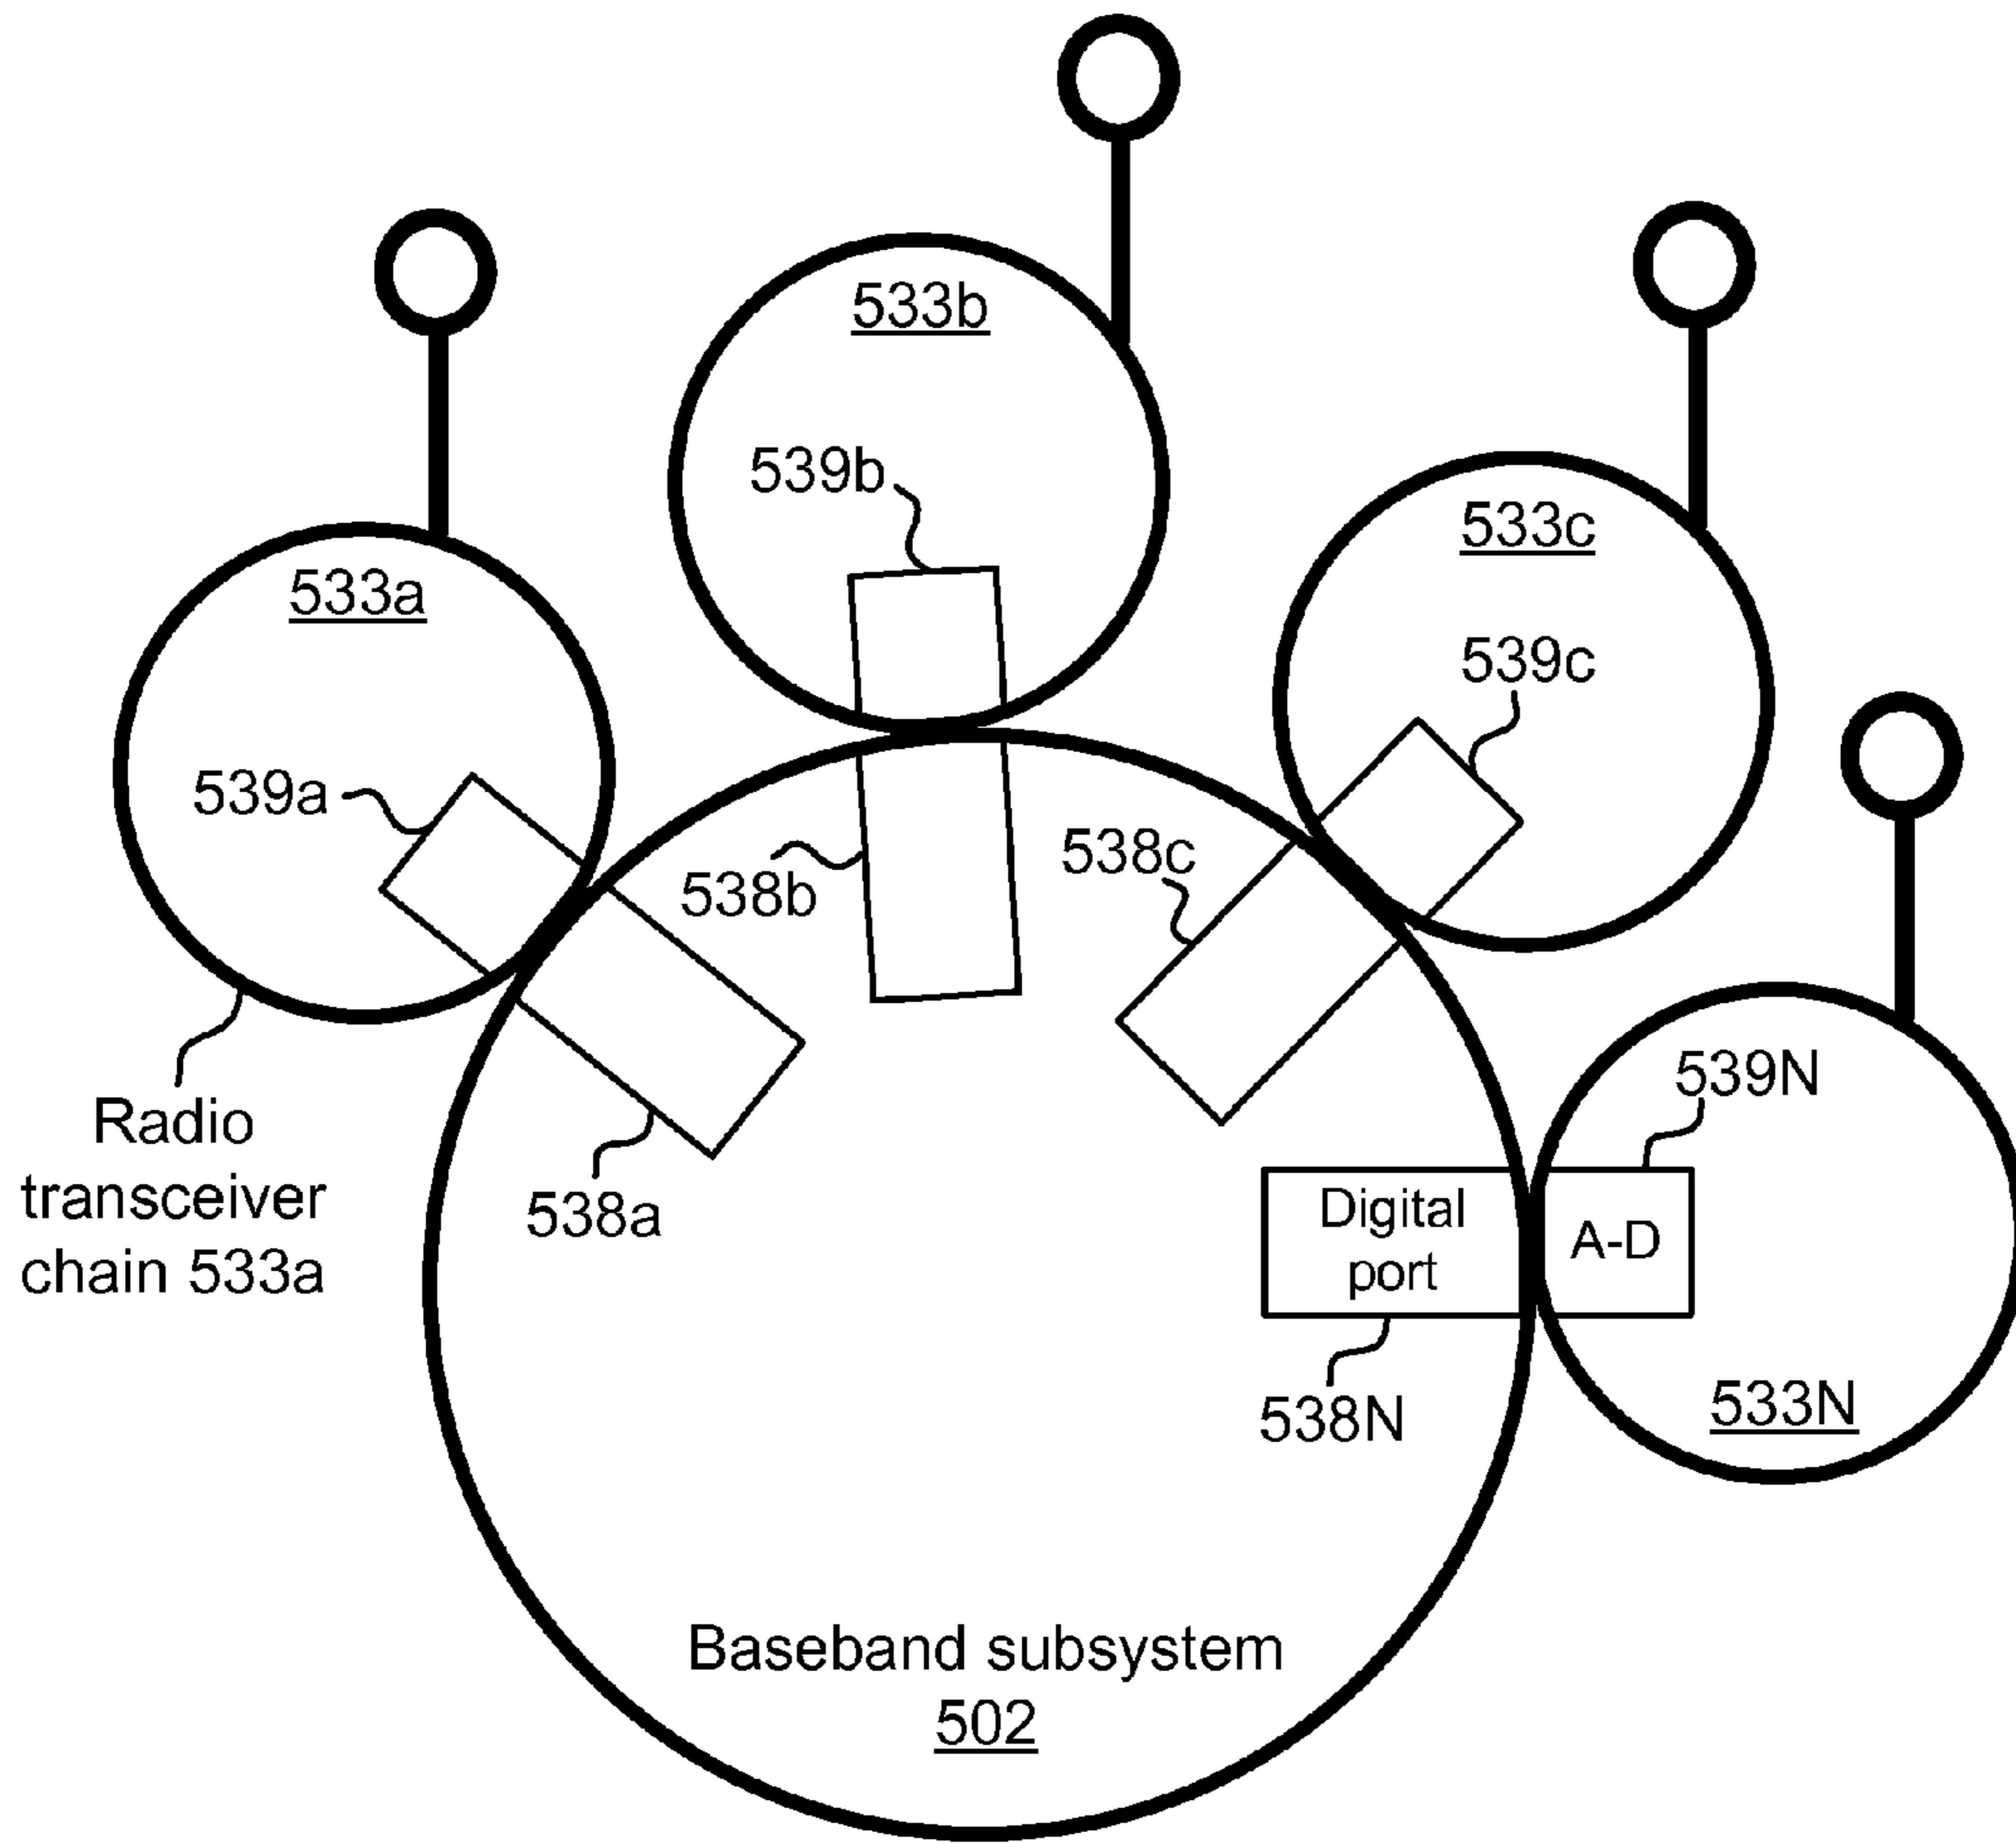 533b
533c
539b
533a
539c
539a
538c
538b
539N
Radio
transceiver
chain 533a
538a
Digital
port
A-D
538N
533N
Baseband subsystem
502